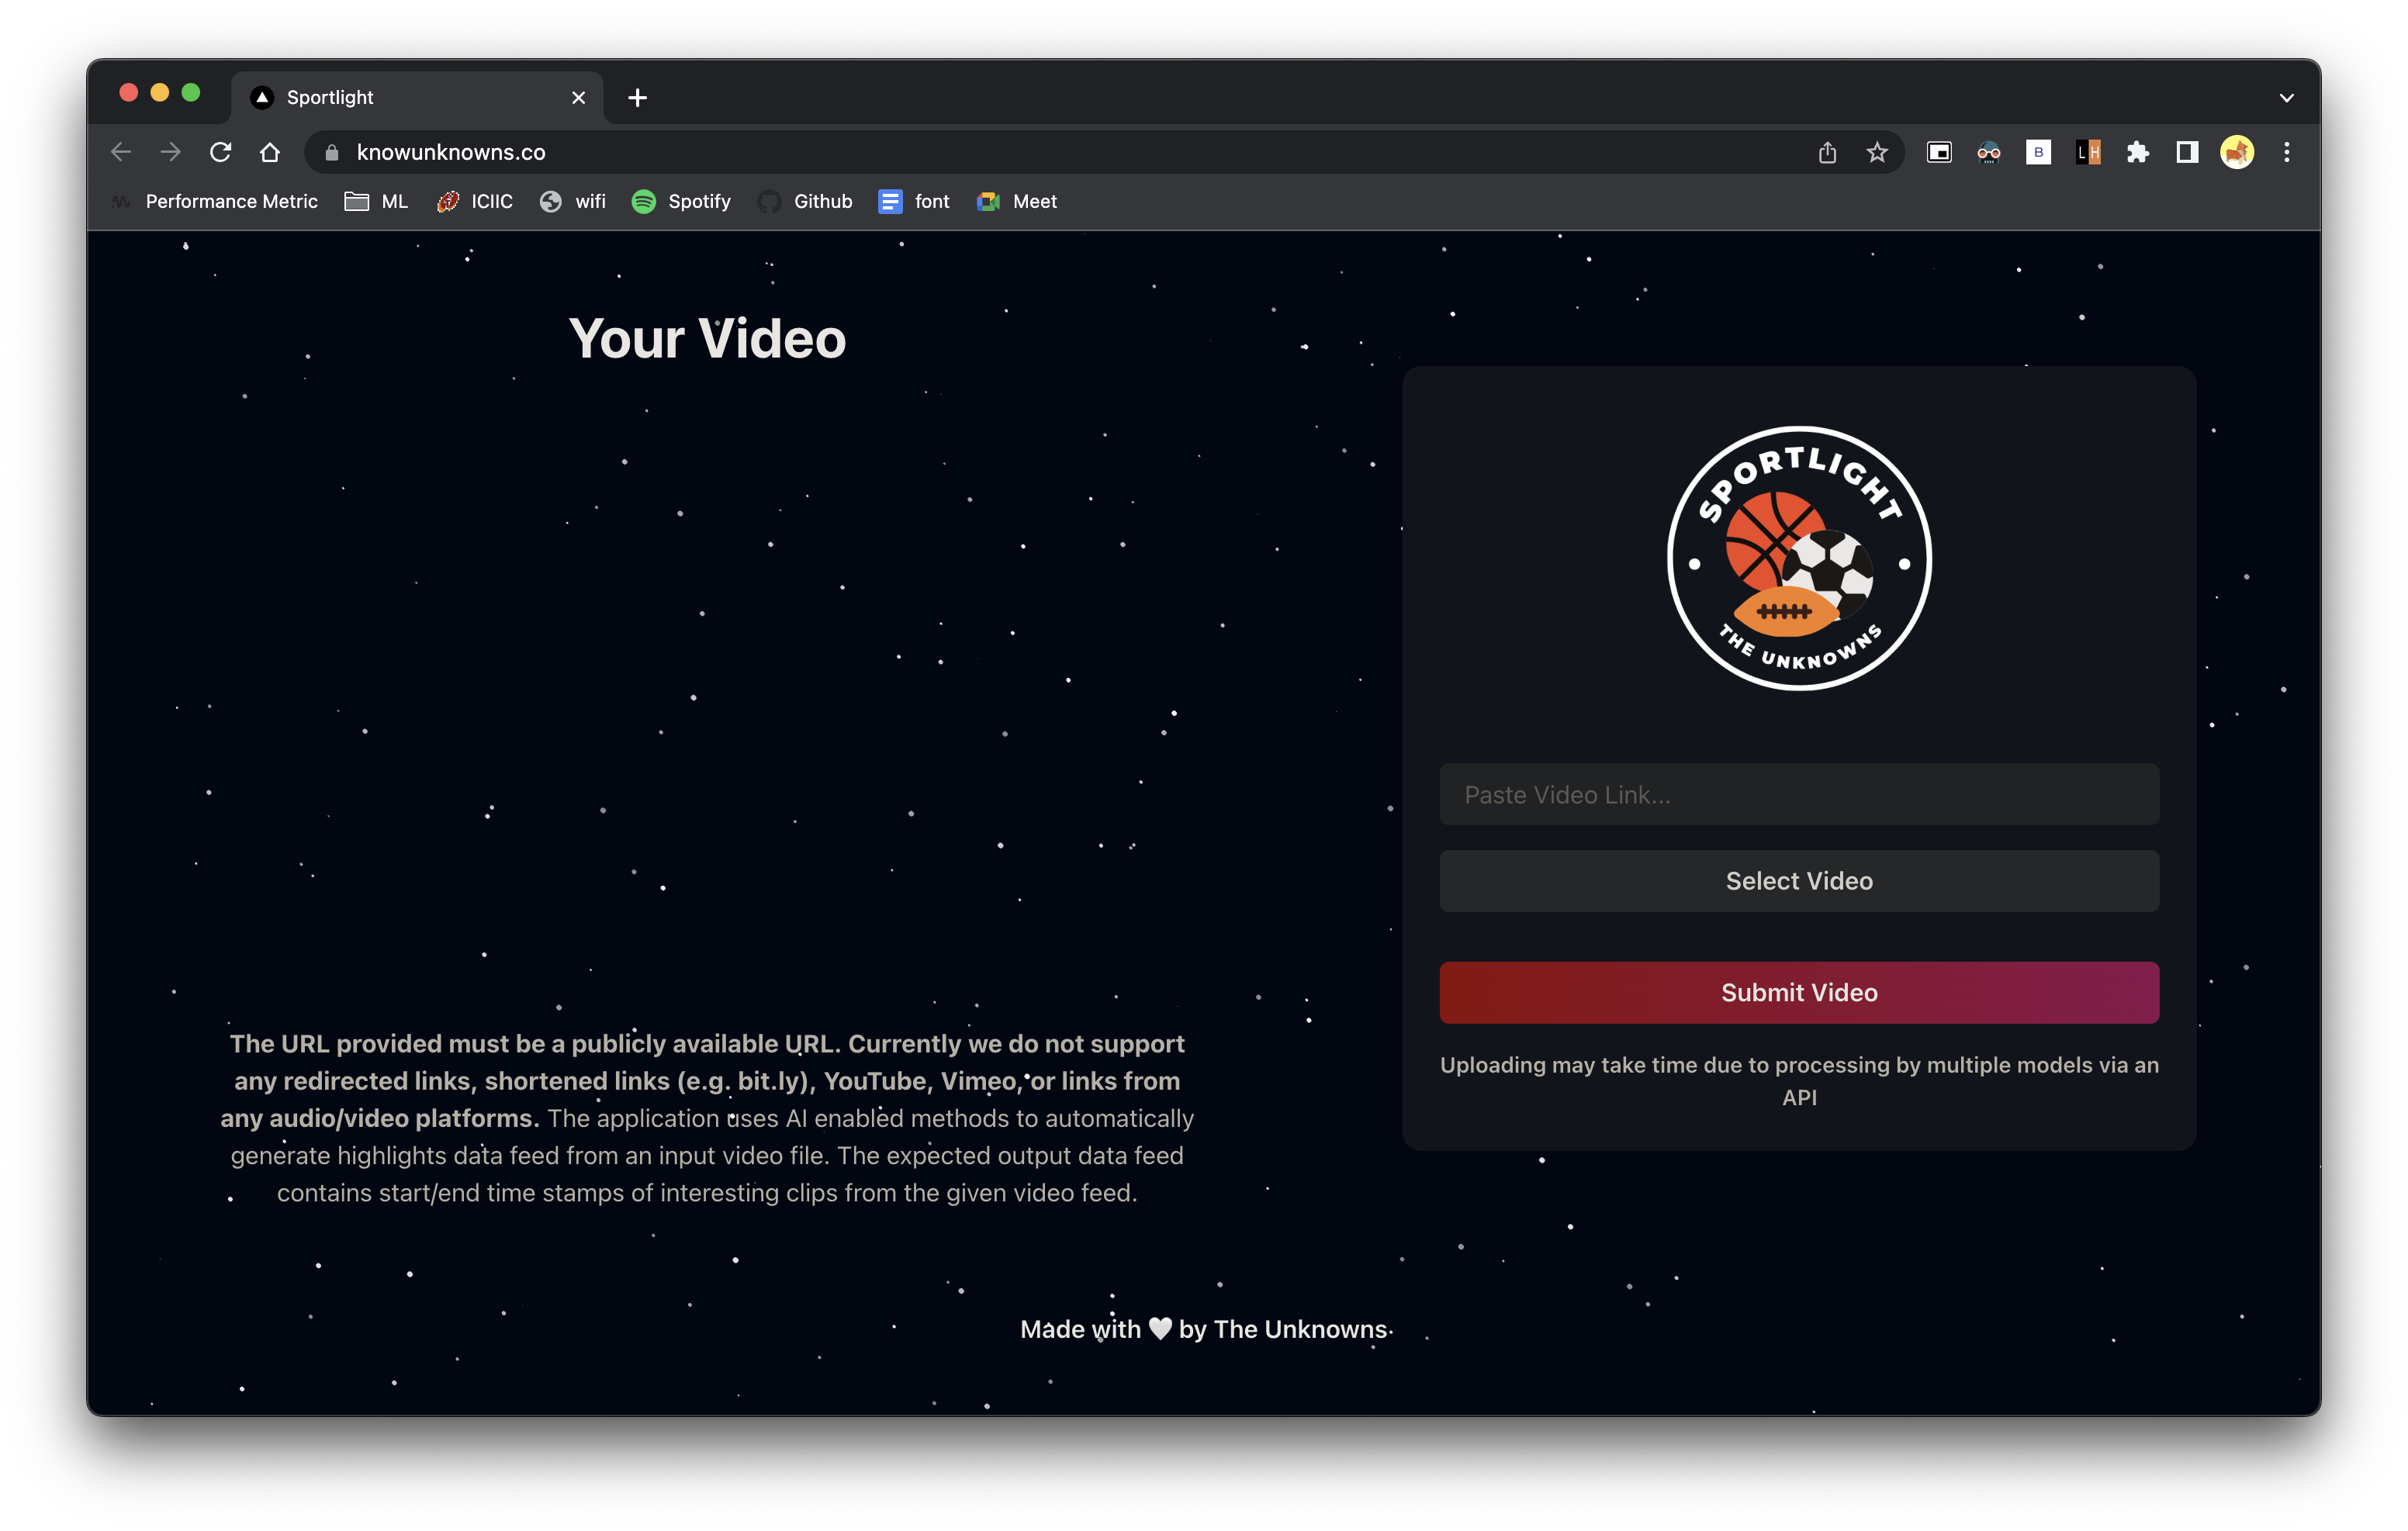 Sportlight
knowunknowns.co
B
LH
Performance Metric
ML
ICIIC
wifi
Spotify
Github
font
Meet
Your Video
SPORTLIGHT
THE UNKNOWNS
Paste Video Link...
Select Video
Submit Video
Uploading may take time due to processing by multiple models via an
API
The URL provided must be a publicly available URL. Currently we do not support
any redirected links, shortened links (e.g. bit.ly), YouTube, Vimeo, or links from
any audio/video platforms. The application uses AI enabled methods to automatically
generate highlights data feed from an input video file. The expected output data feed
contains start/end time stamps of interesting clips from the given video feed.
Made with 🤍 by The Unknowns